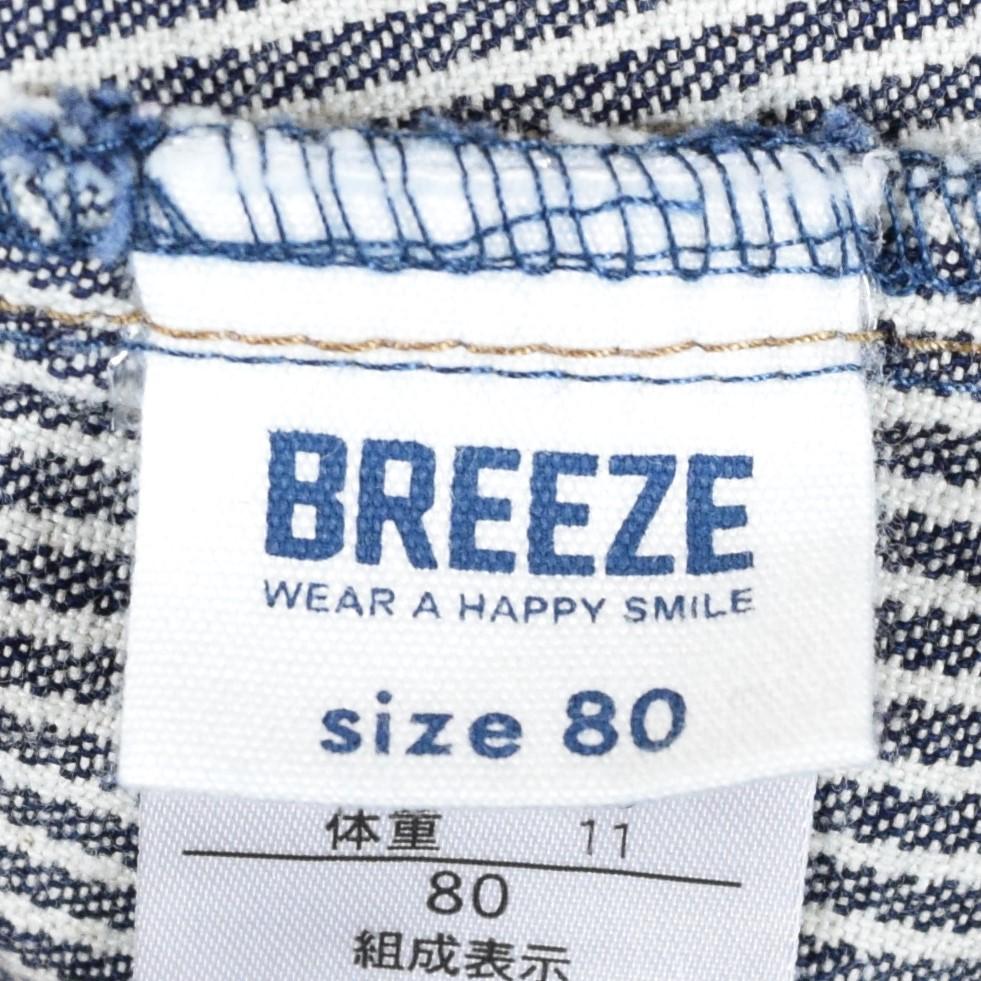 BREEZE
WEAR A HAPPY SMILE
size 80
体重 11
80
組成表示